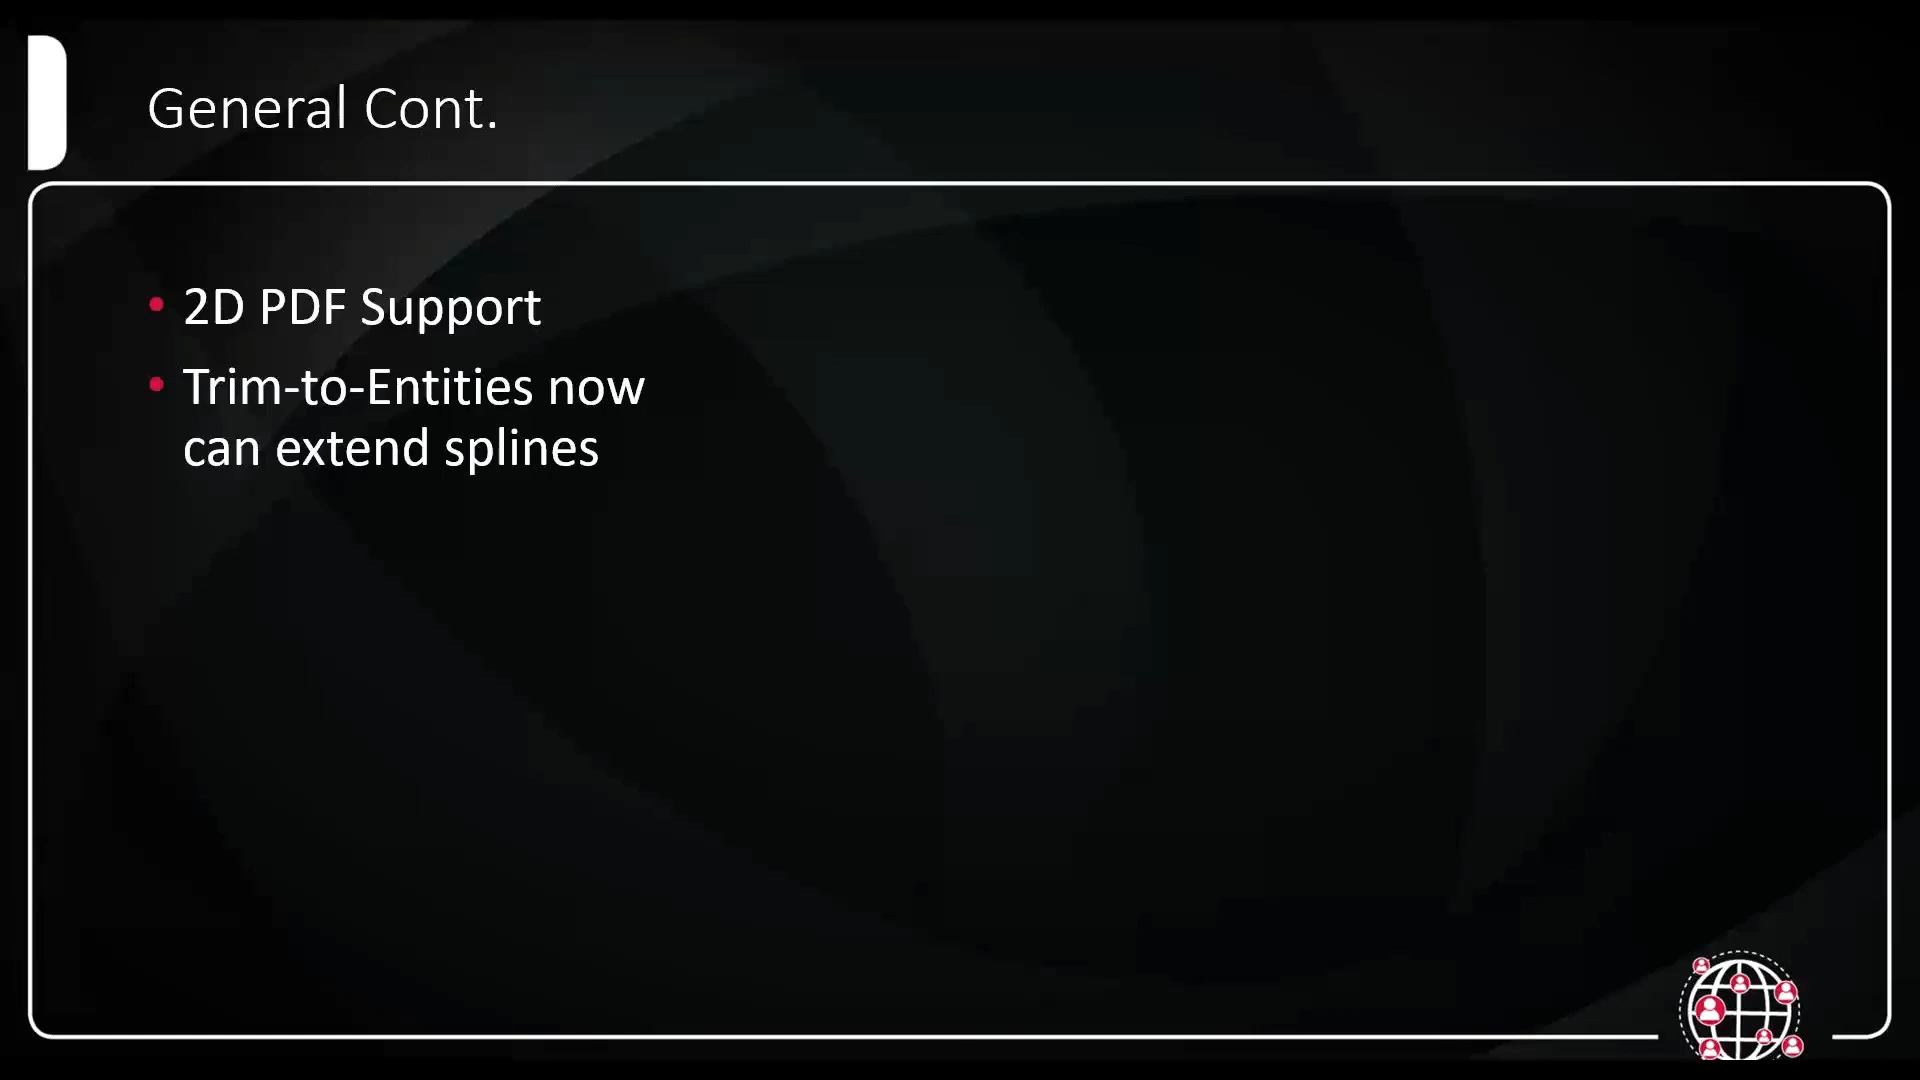 General Cont.
• 2D PDF Support
• Trim-to-Entities now
can extend splines